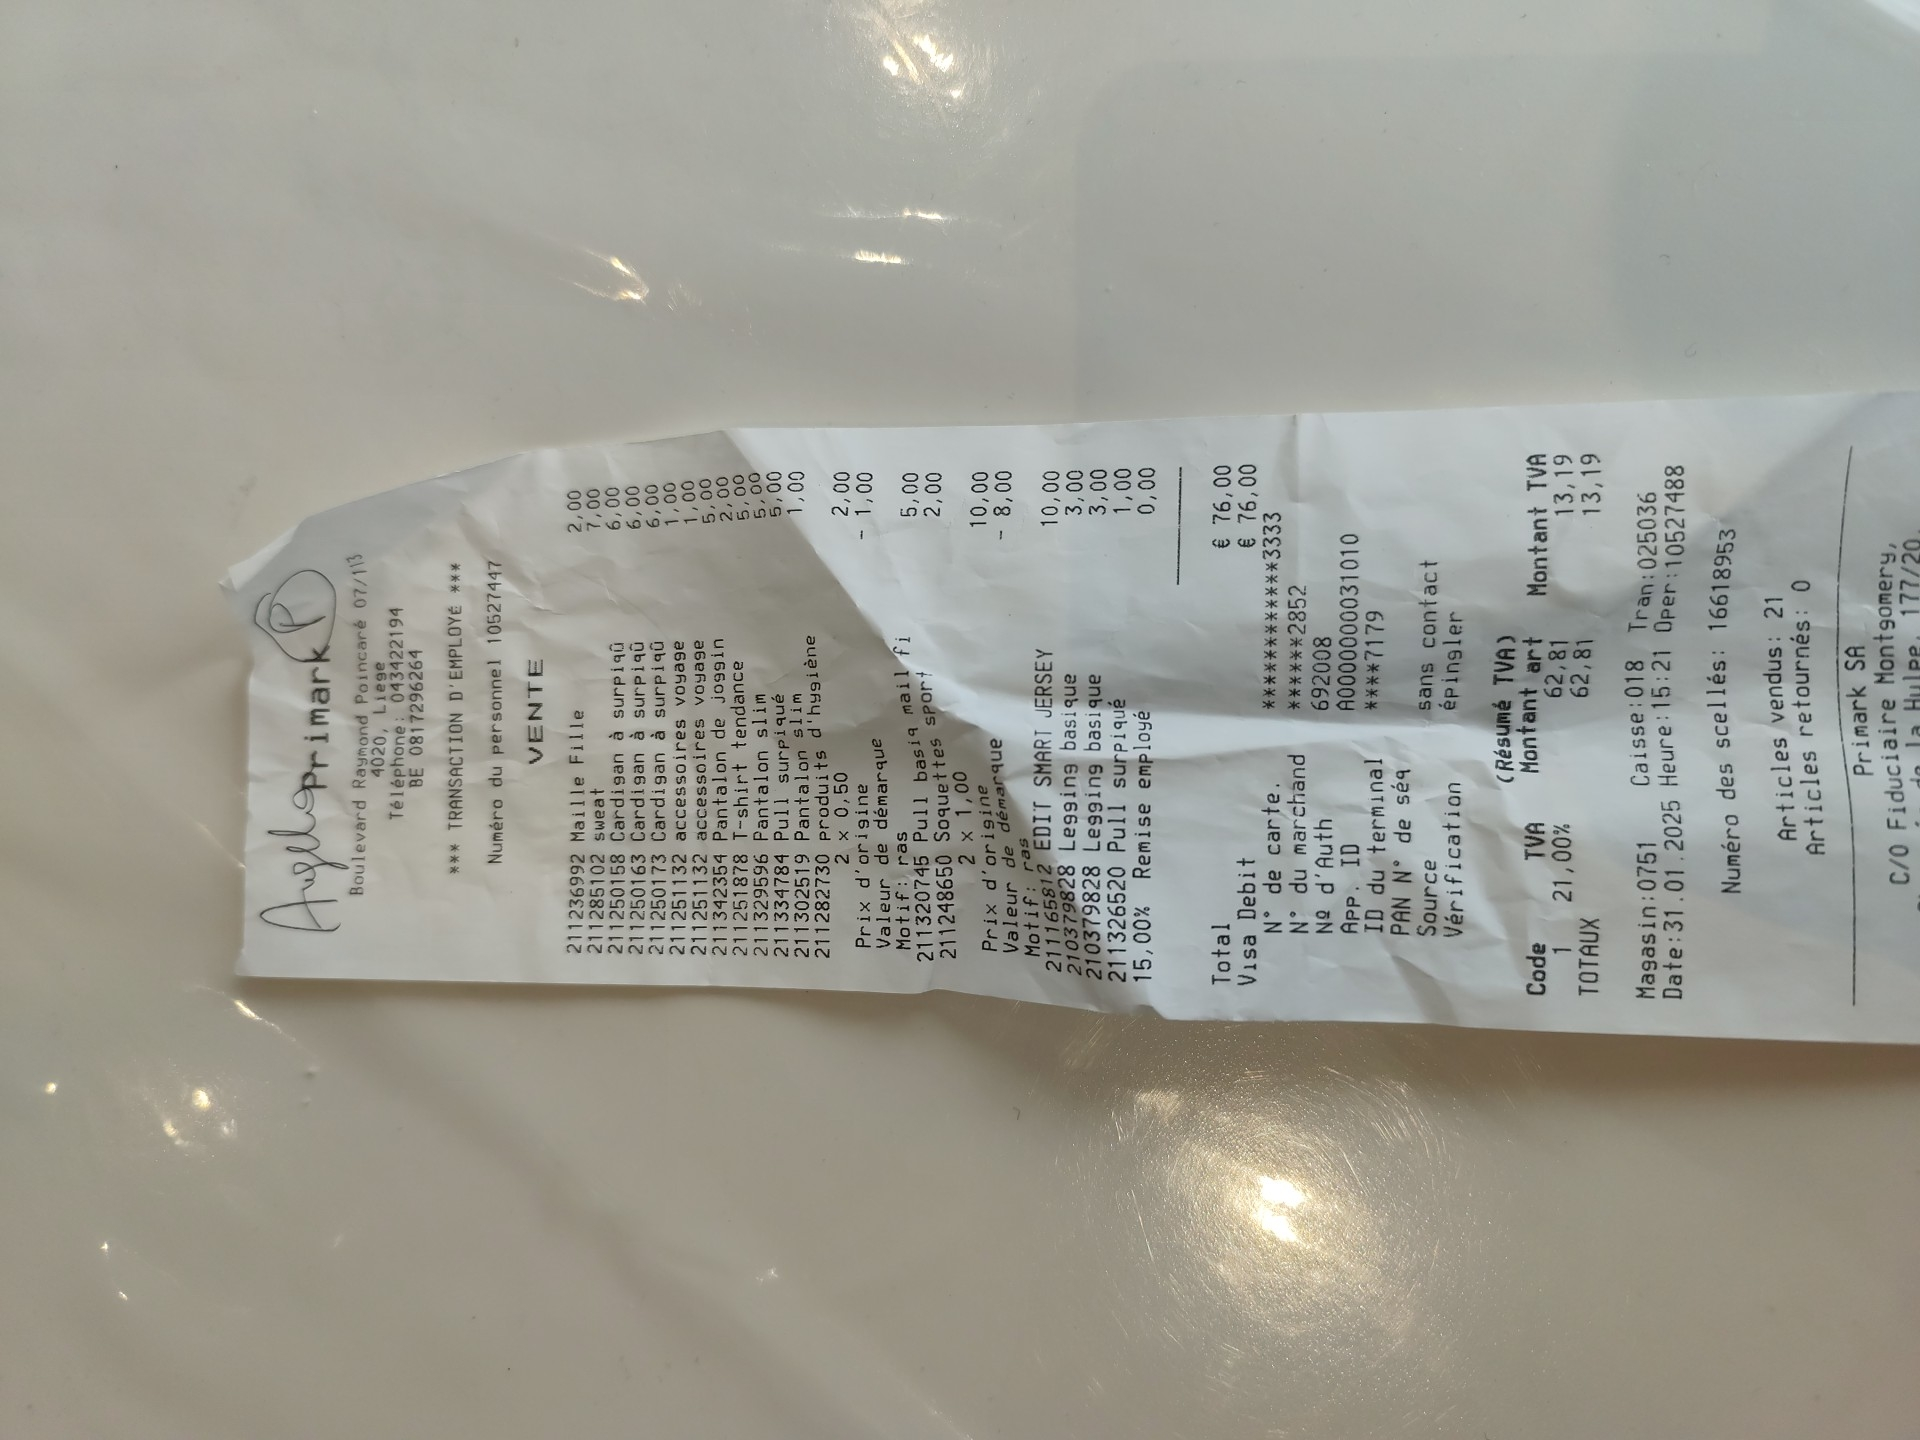 Angelo
Primark P
Boulevard Raymond Poincaré 07/113
4020, Liège
Téléphone: 043422194
BE 0817296264
*** TRANSACTION D'EMPLOYÉ ***
Numéro du personnel 10527447
VENTE
211236992 Maille Fille 2,00
211285102 sweat 7,00
211250158 Cardigan à surpiqû 6,00
211250163 Cardigan à surpiqû 6,00
211250173 Cardigan à surpiqû 6,00
211251132 accessoires voyage 1,00
211251132 accessoires voyage 1,00
211342354 Pantalon de joggin 5,00
211251878 T-shirt tendance 2,00
211329596 Pantalon slim 5,00
211334784 Pull surpiqué 5,00
211302519 Pantalon slim 5,00
211282730 produits d'hygiène 1,00
2 x 0,50
Prix d'origine 2,00
Valeur de démarque - 1,00
Motif: ras
211320745 Pull basiq mail fi 5,00
211248650 Soquettes sport 2,00
2 x 1,00
Prix d'origine 10,00
Valeur de démarque - 8,00
Motif: ras
211165812 EDIT SMART JERSEY 10,00
210379828 Legging basique 3,00
210379828 Legging basique 3,00
211326520 Pull surpiqué 1,00
15,00% Remise employé 0,00
Total € 76,00
Visa Debit € 76,00
N° de carte. ************3333
N° du marchand ******2852
Nº d'Auth 692008
App. ID A0000000031010
ID du terminal ****7179
PAN N° de séq
Source sans contact
Vérification épingler
(Résumé TVA)
Code TVA Montant art Montant TVA
1 21,00% 62,81 13,19
TOTAUX 62,81 13,19
Magasin:0751 Caisse:018 Tran:025036
Date:31.01.2025 Heure:15:21 Oper:10527488
Numéro des scellés: 16618953
Articles vendus: 21
Articles retournés: 0
Primark SA
C/O Fiduciaire Montgomery,
de la Hulpe, 177/20,